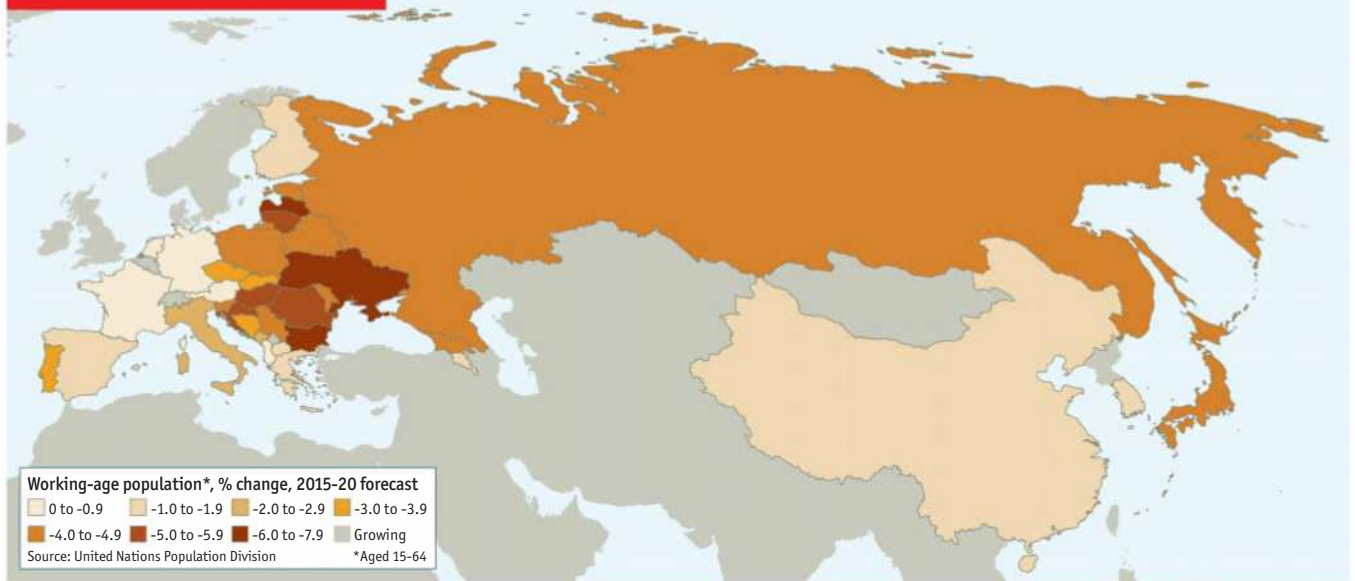 Working-age population*, % change, 2015-20 forecast
0 to -0.9 -1.0 to -1.9 -2.0 to -2.9 -3.0 to -3.9
-4.0 to -4.9 -5.0 to -5.9 -6.0 to -7.9 Growing
Source: United Nations Population Division *Aged 15-64